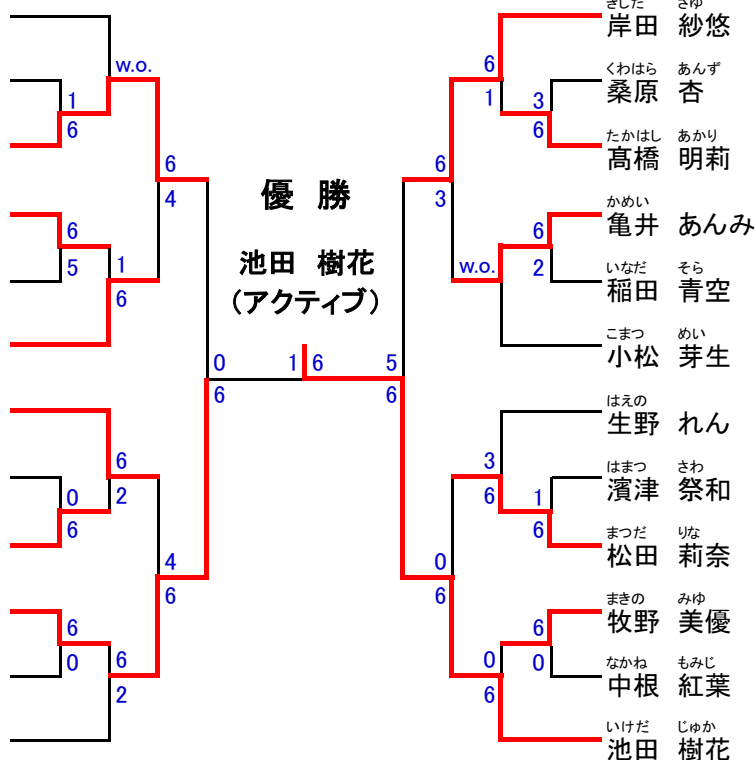 w.o.
1
6
6
4
6
5
1
6
0
6
6
2
0
6
4
6
6
0
6
2
優 勝
池田 樹花
（アクティブ）
1 6
5
6
きしだ さゆ
岸田 紗悠
6
1
くわはら あんず
桑原 杏
3
6
たかはし あかり
髙橋 明莉
6
3
かめい
亀井 あんみ
6
2
w.o.
いなだ そら
稲田 青空
こまつ めい
小松 芽生
はえの
生野 れん
3
6
はまつ さわ
濱津 祭和
1
6
まつだ りな
松田 莉奈
0
6
まきの みゆ
牧野 美優
6
0
なかね もみじ
中根 紅葉
0
6
いけだ じゅか
池田 樹花